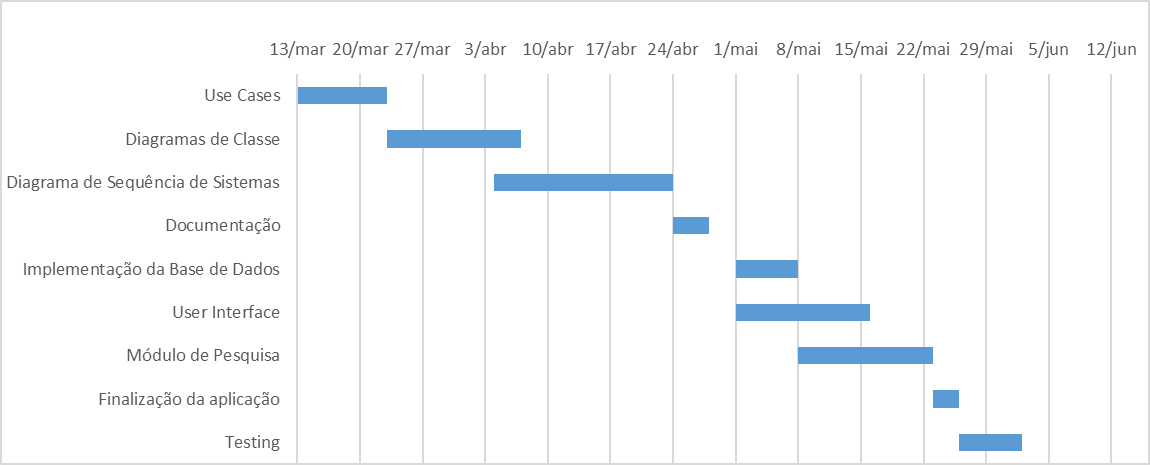 13/mar 20/mar 27/mar 3/abr 10/abr 17/abr 24/abr 1/mai 8/mai 15/mai 22/mai 29/mai 5/jun 12/jun
Use Cases
Diagramas de Classe
Diagrama de Sequência de Sistemas
Documentação
Implementação da Base de Dados
User Interface
Módulo de Pesquisa
Finalização da aplicação
Testing